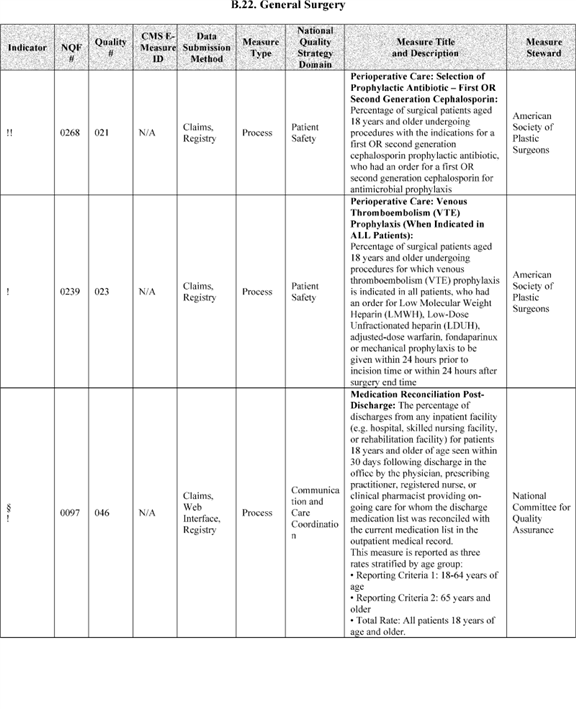 B.22. General Surgery
Indicator
NQF
#
Quality
#
CMS E-
Measure
ID
Data
Submission
Method
Measure
Type
National
Quality
Strategy
Domain
Measure Title
and Description
Measure
Steward
!!
0268
021
N/A
Claims,
Registry
Process
Patient
Safety
Perioperative Care: Selection of
Prophylactic Antibiotic – First OR
Second Generation Cephalosporin:
Percentage of surgical patients aged
18 years and older undergoing
procedures with the indications for a
first OR second generation
cephalosporin prophylactic antibiotic,
who had an order for a first OR
second generation cephalosporin for
antimicrobial prophylaxis
American
Society of
Plastic
Surgeons
!
0239
023
N/A
Claims,
Registry
Process
Patient
Safety
Perioperative Care: Venous
Thromboembolism (VTE)
Prophylaxis (When Indicated in
ALL Patients):
Percentage of surgical patients aged
18 years and older undergoing
procedures for which venous
thromboembolism (VTE) prophylaxis
is indicated in all patients, who had
an order for Low Molecular Weight
Heparin (LMWH), Low-Dose
Unfractionated heparin (LDUH),
adjusted-dose warfarin, fondaparinux
or mechanical prophylaxis to be
given within 24 hours prior to
incision time or within 24 hours after
surgery end time
American
Society of
Plastic
Surgeons
§
!
0097
046
N/A
Claims,
Web
Interface,
Registry
Process
Communica
tion and
Care
Coordinatio
n
Medication Reconciliation Post-
Discharge: The percentage of
discharges from any inpatient facility
(e.g. hospital, skilled nursing facility,
or rehabilitation facility) for patients
18 years and older of age seen within
30 days following discharge in the
office by the physician, prescribing
practitioner, registered nurse, or
clinical pharmacist providing on-
going care for whom the discharge
medication list was reconciled with
the current medication list in the
outpatient medical record.
This measure is reported as three
rates stratified by age group:
• Reporting Criteria 1: 18-64 years of
age
• Reporting Criteria 2: 65 years and
older
• Total Rate: All patients 18 years of
age and older.
National
Committee for
Quality
Assurance